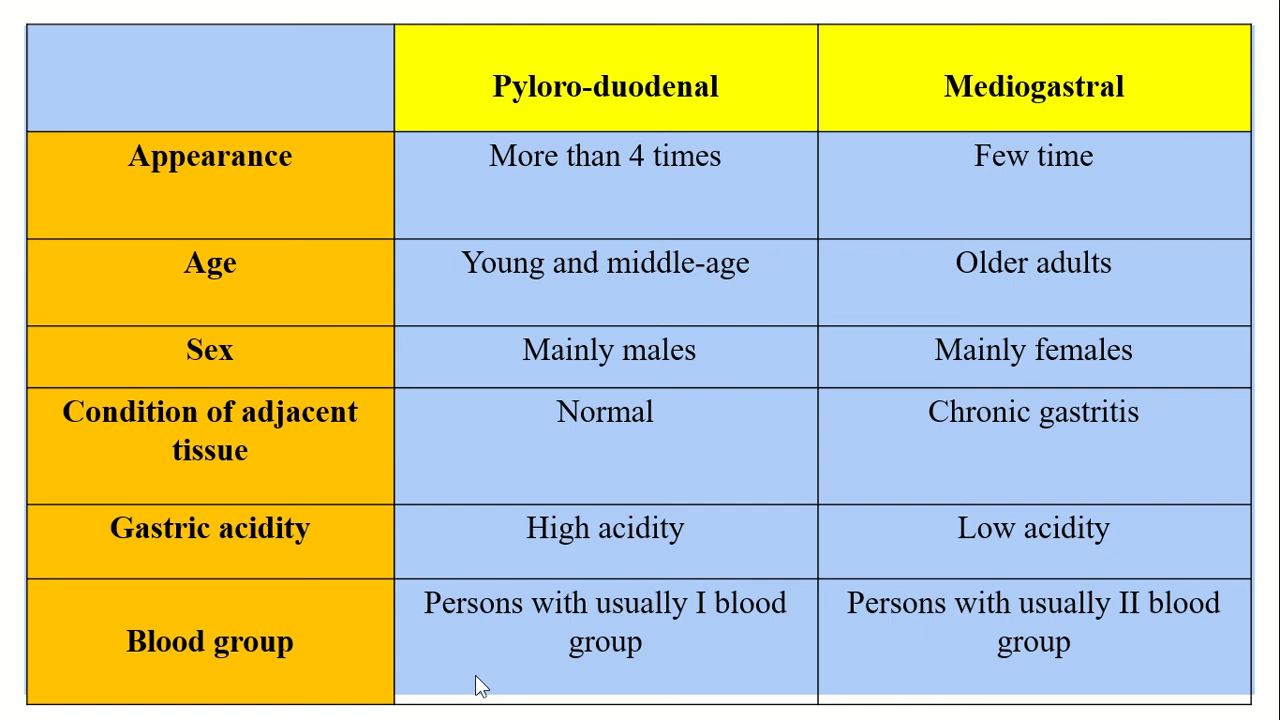 Pyloro-duodenal
Mediogastral
Appearance
More than 4 times
Few time
Age
Young and middle-age
Older adults
Sex
Mainly males
Mainly females
Condition of adjacent
tissue
Normal
Chronic gastritis
Gastric acidity
High acidity
Low acidity
Blood group
Persons with usually I blood
group
Persons with usually II blood
group